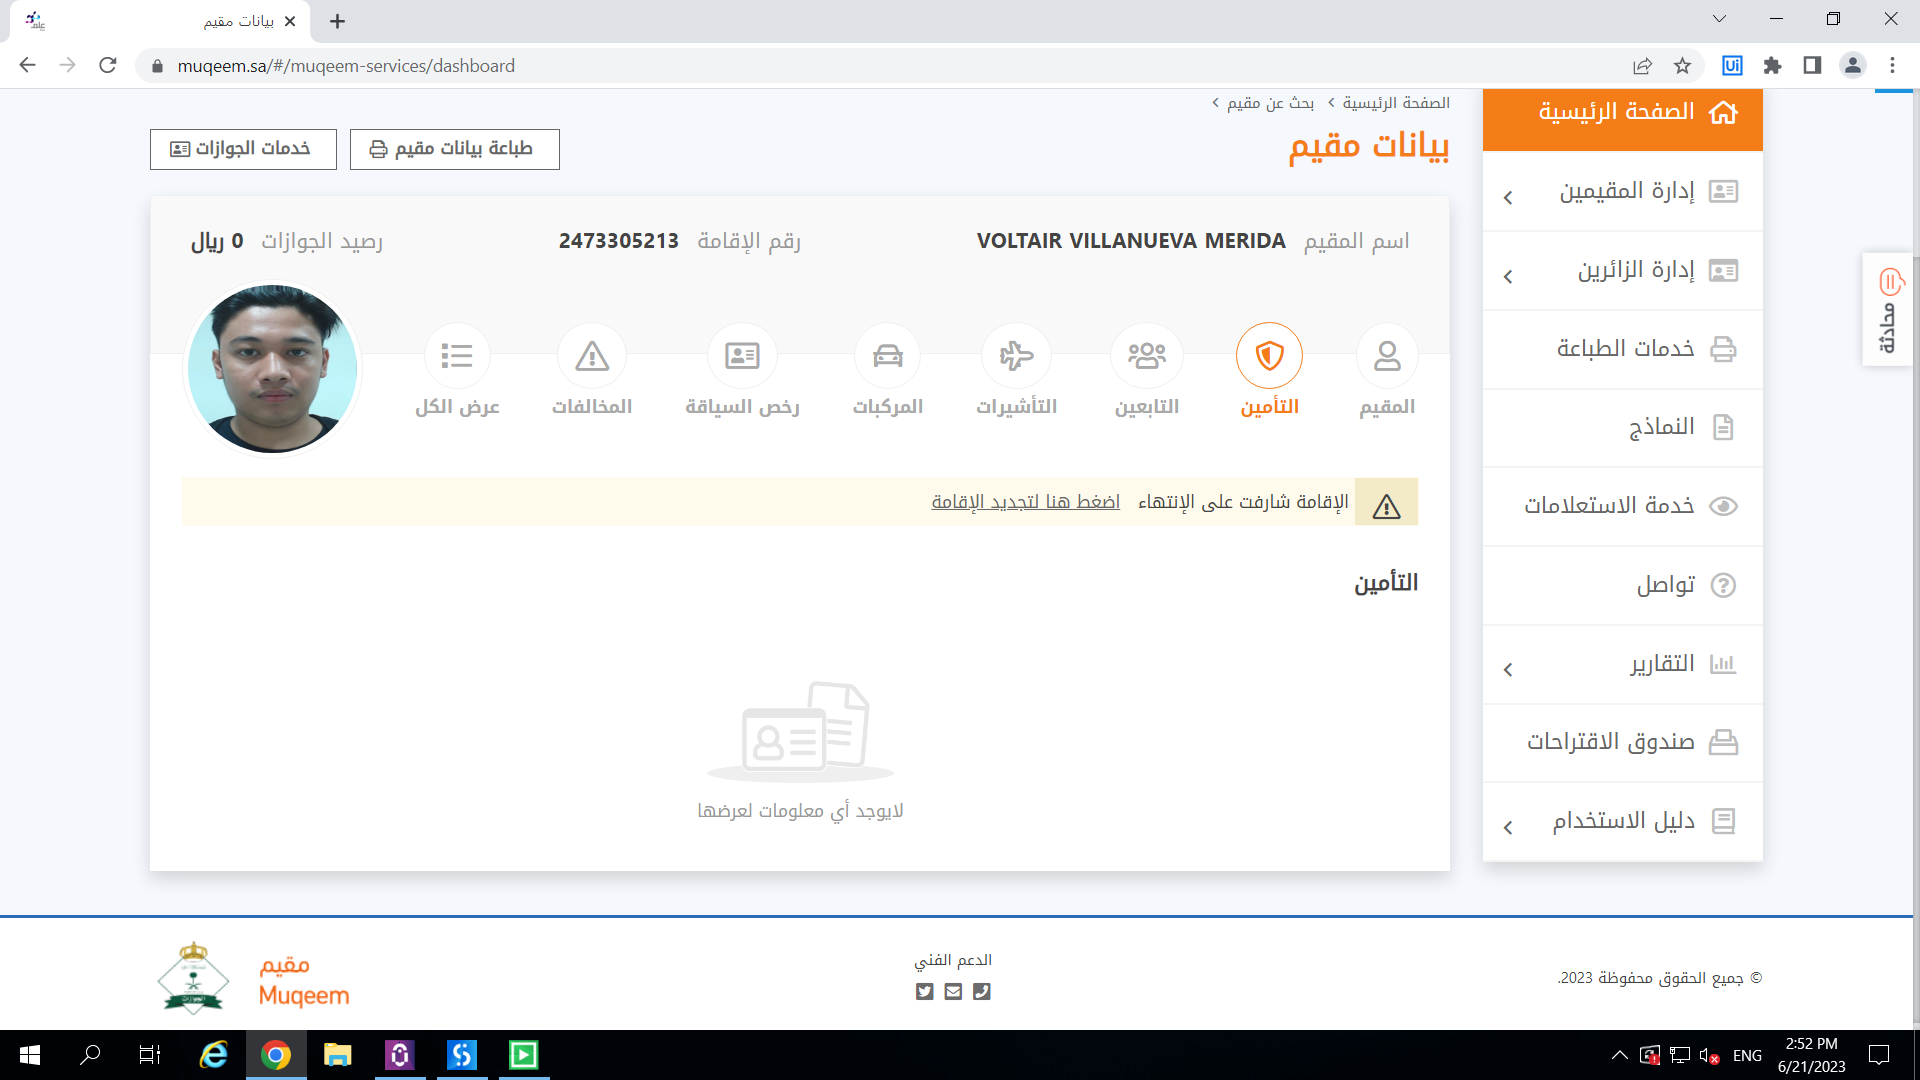 بيانات مقيم
muqeem.sa/#/muqeem-services/dashboard
الصفحة الرئيسية
بحث عن مقيم
بيانات مقيم
طباعة بيانات مقيم
خدمات الجوازات
اسم المقيم VOLTAIR VILLANUEVA MERIDA
رقم الإقامة 2473305213
رصيد الجوازات 0 ريال
المقيم
التأمين
التابعين
التأشيرات
المركبات
رخص السياقة
المخالفات
عرض الكل
الإقامة شارفت على الإنتهاء اضغط هنا لتجديد الإقامة
التأمين
لايوجد أي معلومات لعرضها
الصفحة الرئيسية
إدارة المقيمين
إدارة الزائرين
خدمات الطباعة
النماذج
خدمة الاستعلامات
تواصل
التقارير
صندوق الاقتراحات
دليل الاستخدام
محادثة
© جميع الحقوق محفوظة 2023.
الدعم الفني
مقيم
Muqeem
الجوازات
ENG
2:52 PM
6/21/2023